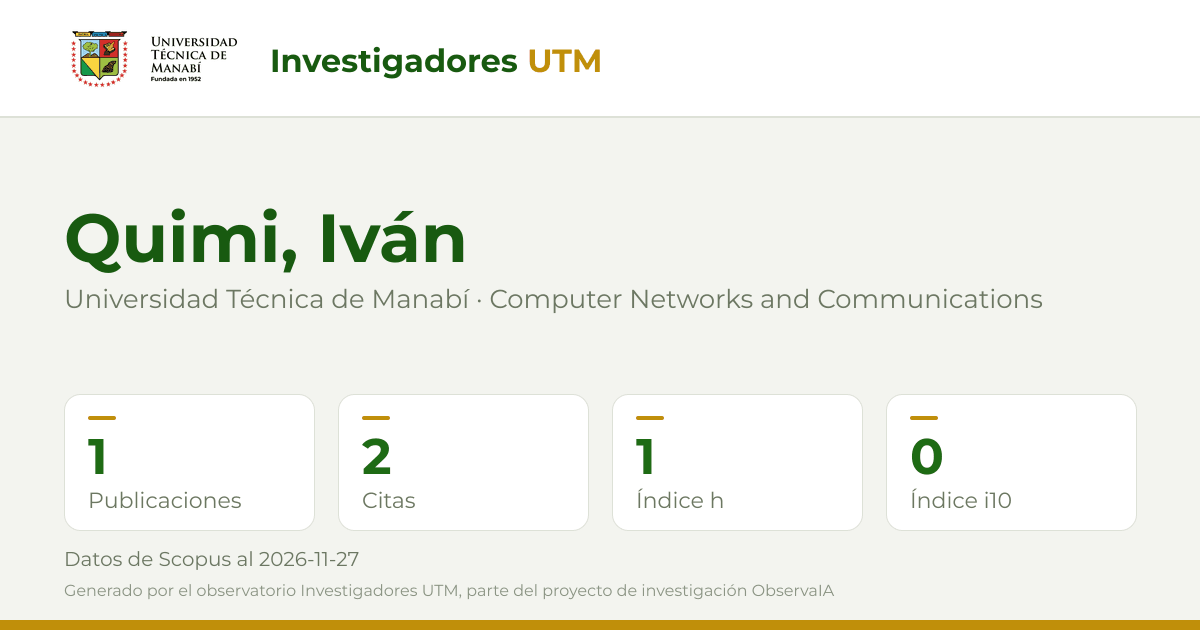 UNIVERSIDAD
TÉCNICA DE
MANABÍ
Fundada en 1952
Investigadores UTM
Quimi, Iván
Universidad Técnica de Manabí · Computer Networks and Communications
1
Publicaciones
2
Citas
1
Índice h
0
Índice i10
Datos de Scopus al 2026-11-27
Generado por el observatorio Investigadores UTM, parte del proyecto de investigación ObservaIA